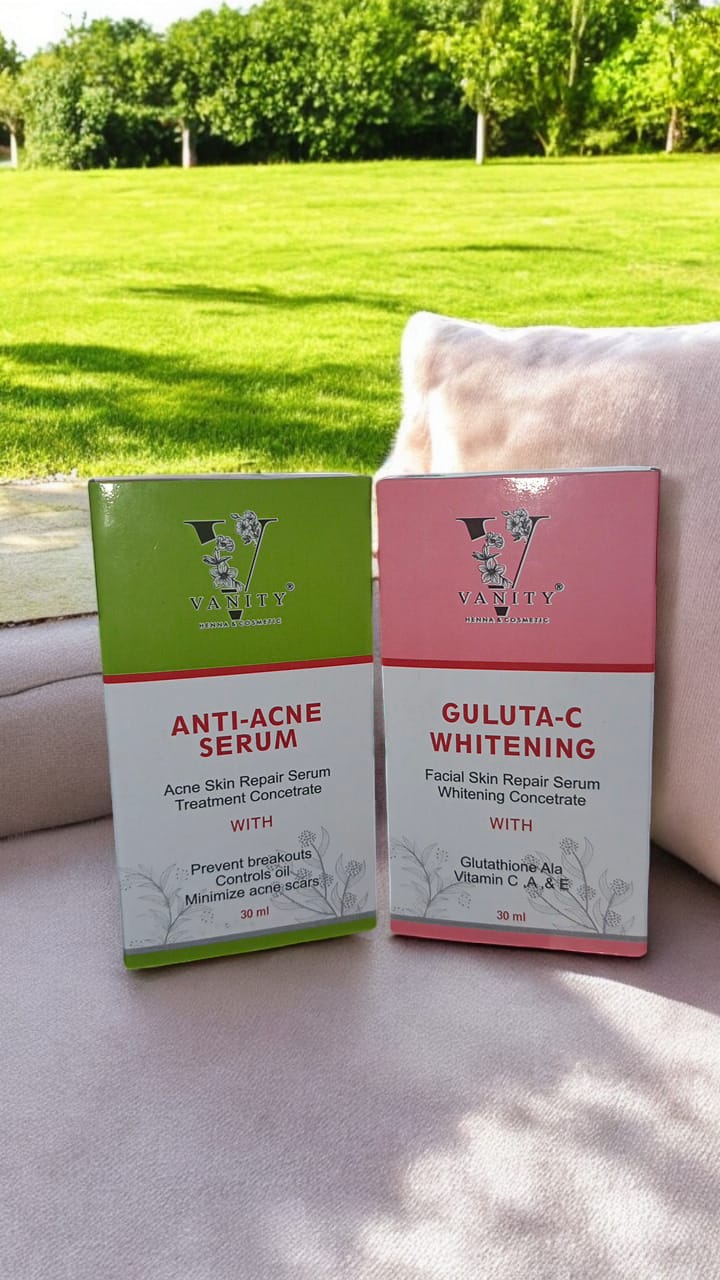 VANITY®
HENNA & COSMETIC
ANTI-ACNE
SERUM
Acne Skin Repair Serum
Treatment Concetrate
WITH
Prevent breakouts
Controls oil
Minimize acne scars
30 ml
VANITY®
HENNA & COSMETIC
GULUTA-C
WHITENING
Facial Skin Repair Serum
Whitening Concetrate
WITH
Glutathione Ala
Vitamin C ,A ,& E
30 ml